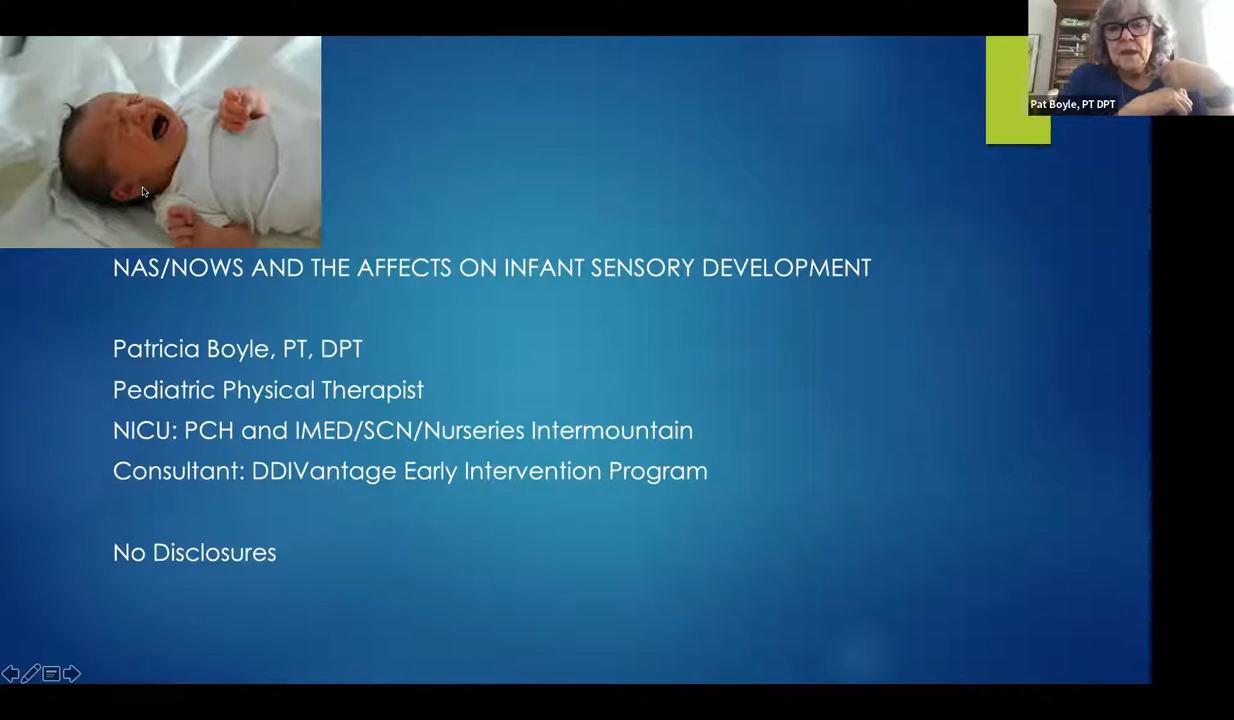 Pat Boyle, PT DPT
NAS/NOWS AND THE AFFECTS ON INFANT SENSORY DEVELOPMENT
Patricia Boyle, PT, DPT
Pediatric Physical Therapist
NICU: PCH and IMED/SCN/Nurseries Intermountain
Consultant: DDIVantage Early Intervention Program
No Disclosures